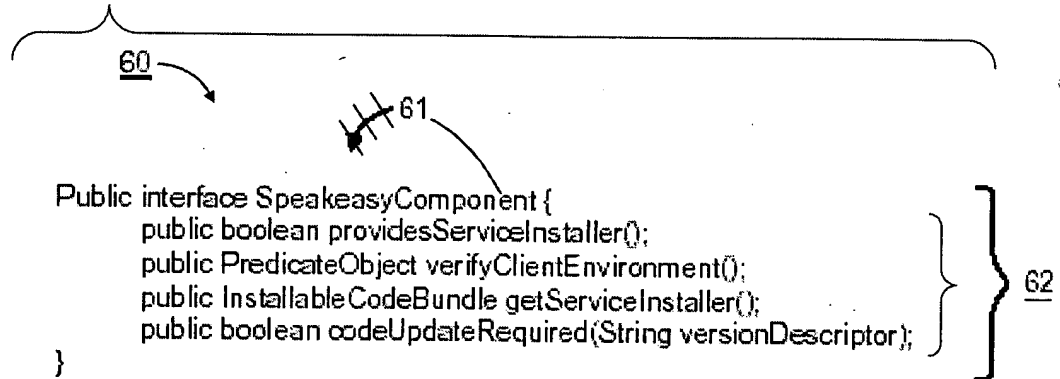 60
61
Public interface SpeakeasyComponent {
public boolean providesServiceInstaller();
public PredicateObject verifyClientEnvironment();
public InstallableCodeBundle getServiceInstaller();
public boolean codeUpdateRequired(String versionDescriptor);
}
62